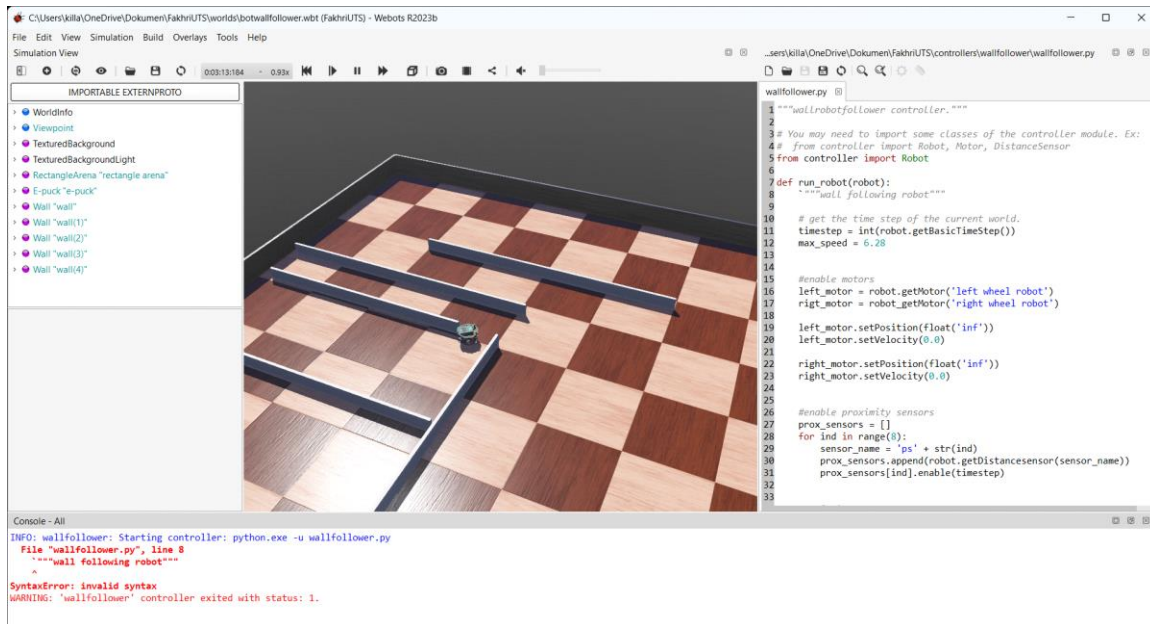 C:\Users\killa\OneDrive\Dokumen\FakhriUTS\worlds\botwallfollower.wbt (FakhriUTS) - Webots R2023b
File Edit View Simulation Build Overlays Tools Help
Simulation View
0:03:13:184 - 0.93x
IMPORTABLE EXTERNPROTO
WorldInfo
Viewpoint
TexturedBackground
TexturedBackgroundLight
RectangleArena "rectangle arena"
E-puck "e-puck"
Wall "wall"
Wall "wall(1)"
Wall "wall(2)"
Wall "wall(3)"
Wall "wall(4)"
...sers\killa\OneDrive\Dokumen\FakhriUTS\controllers\wallfollower\wallfollower.py
wallfollower.py
1 """wallrobotfollower controller."""
2
3 # You may need to import some classes of the controller module. Ex:
4 #  from controller import Robot, Motor, DistanceSensor
5 from controller import Robot
6
7 def run_robot(robot):
8     `"""wall following robot"""
9
10     # get the time step of the current world.
11     timestep = int(robot.getBasicTimeStep())
12     max_speed = 6.28
13
14
15     #enable motors
16     left_motor = robot.getMotor('left wheel robot')
17     rigt_motor = robot_getMotor('right wheel robot')
18
19     left_motor.setPosition(float('inf'))
20     left_motor.setVelocity(0.0)
21
22     right_motor.setPosition(float('inf'))
23     right_motor.setVelocity(0.0)
24
25
26     #enable proximity sensors
27     prox_sensors = []
28     for ind in range(8):
29         sensor_name = 'ps' + str(ind)
30         prox_sensors.append(robot.getDistancesensor(sensor_name))
31         prox_sensors[ind].enable(timestep)
32
33
Console - All
INFO: wallfollower: Starting controller: python.exe -u wallfollower.py
File "wallfollower.py", line 8
`"""wall following robot"""
^
SyntaxError: invalid syntax
WARNING: 'wallfollower' controller exited with status: 1.